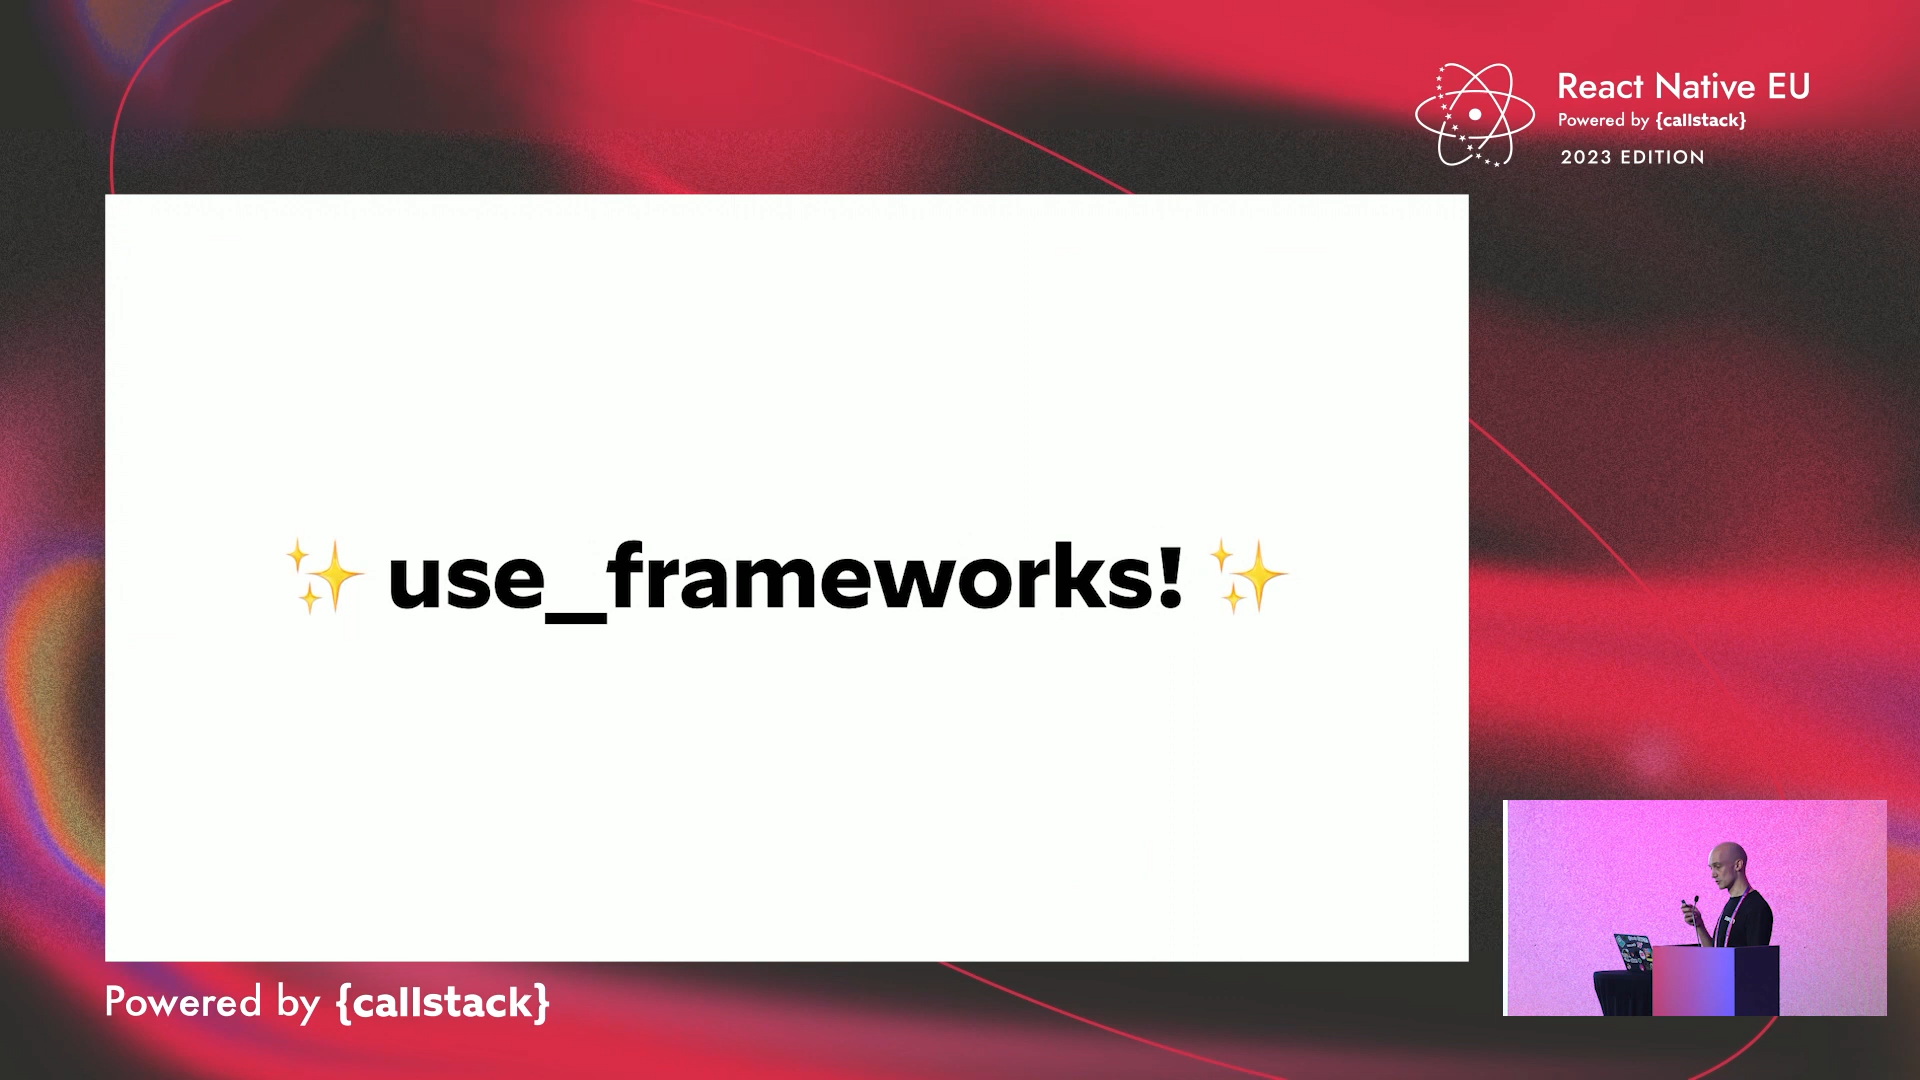 React Native EU
Powered by {callstack}
2023 EDITION
✨ use_frameworks! ✨
Powered by {callstack}